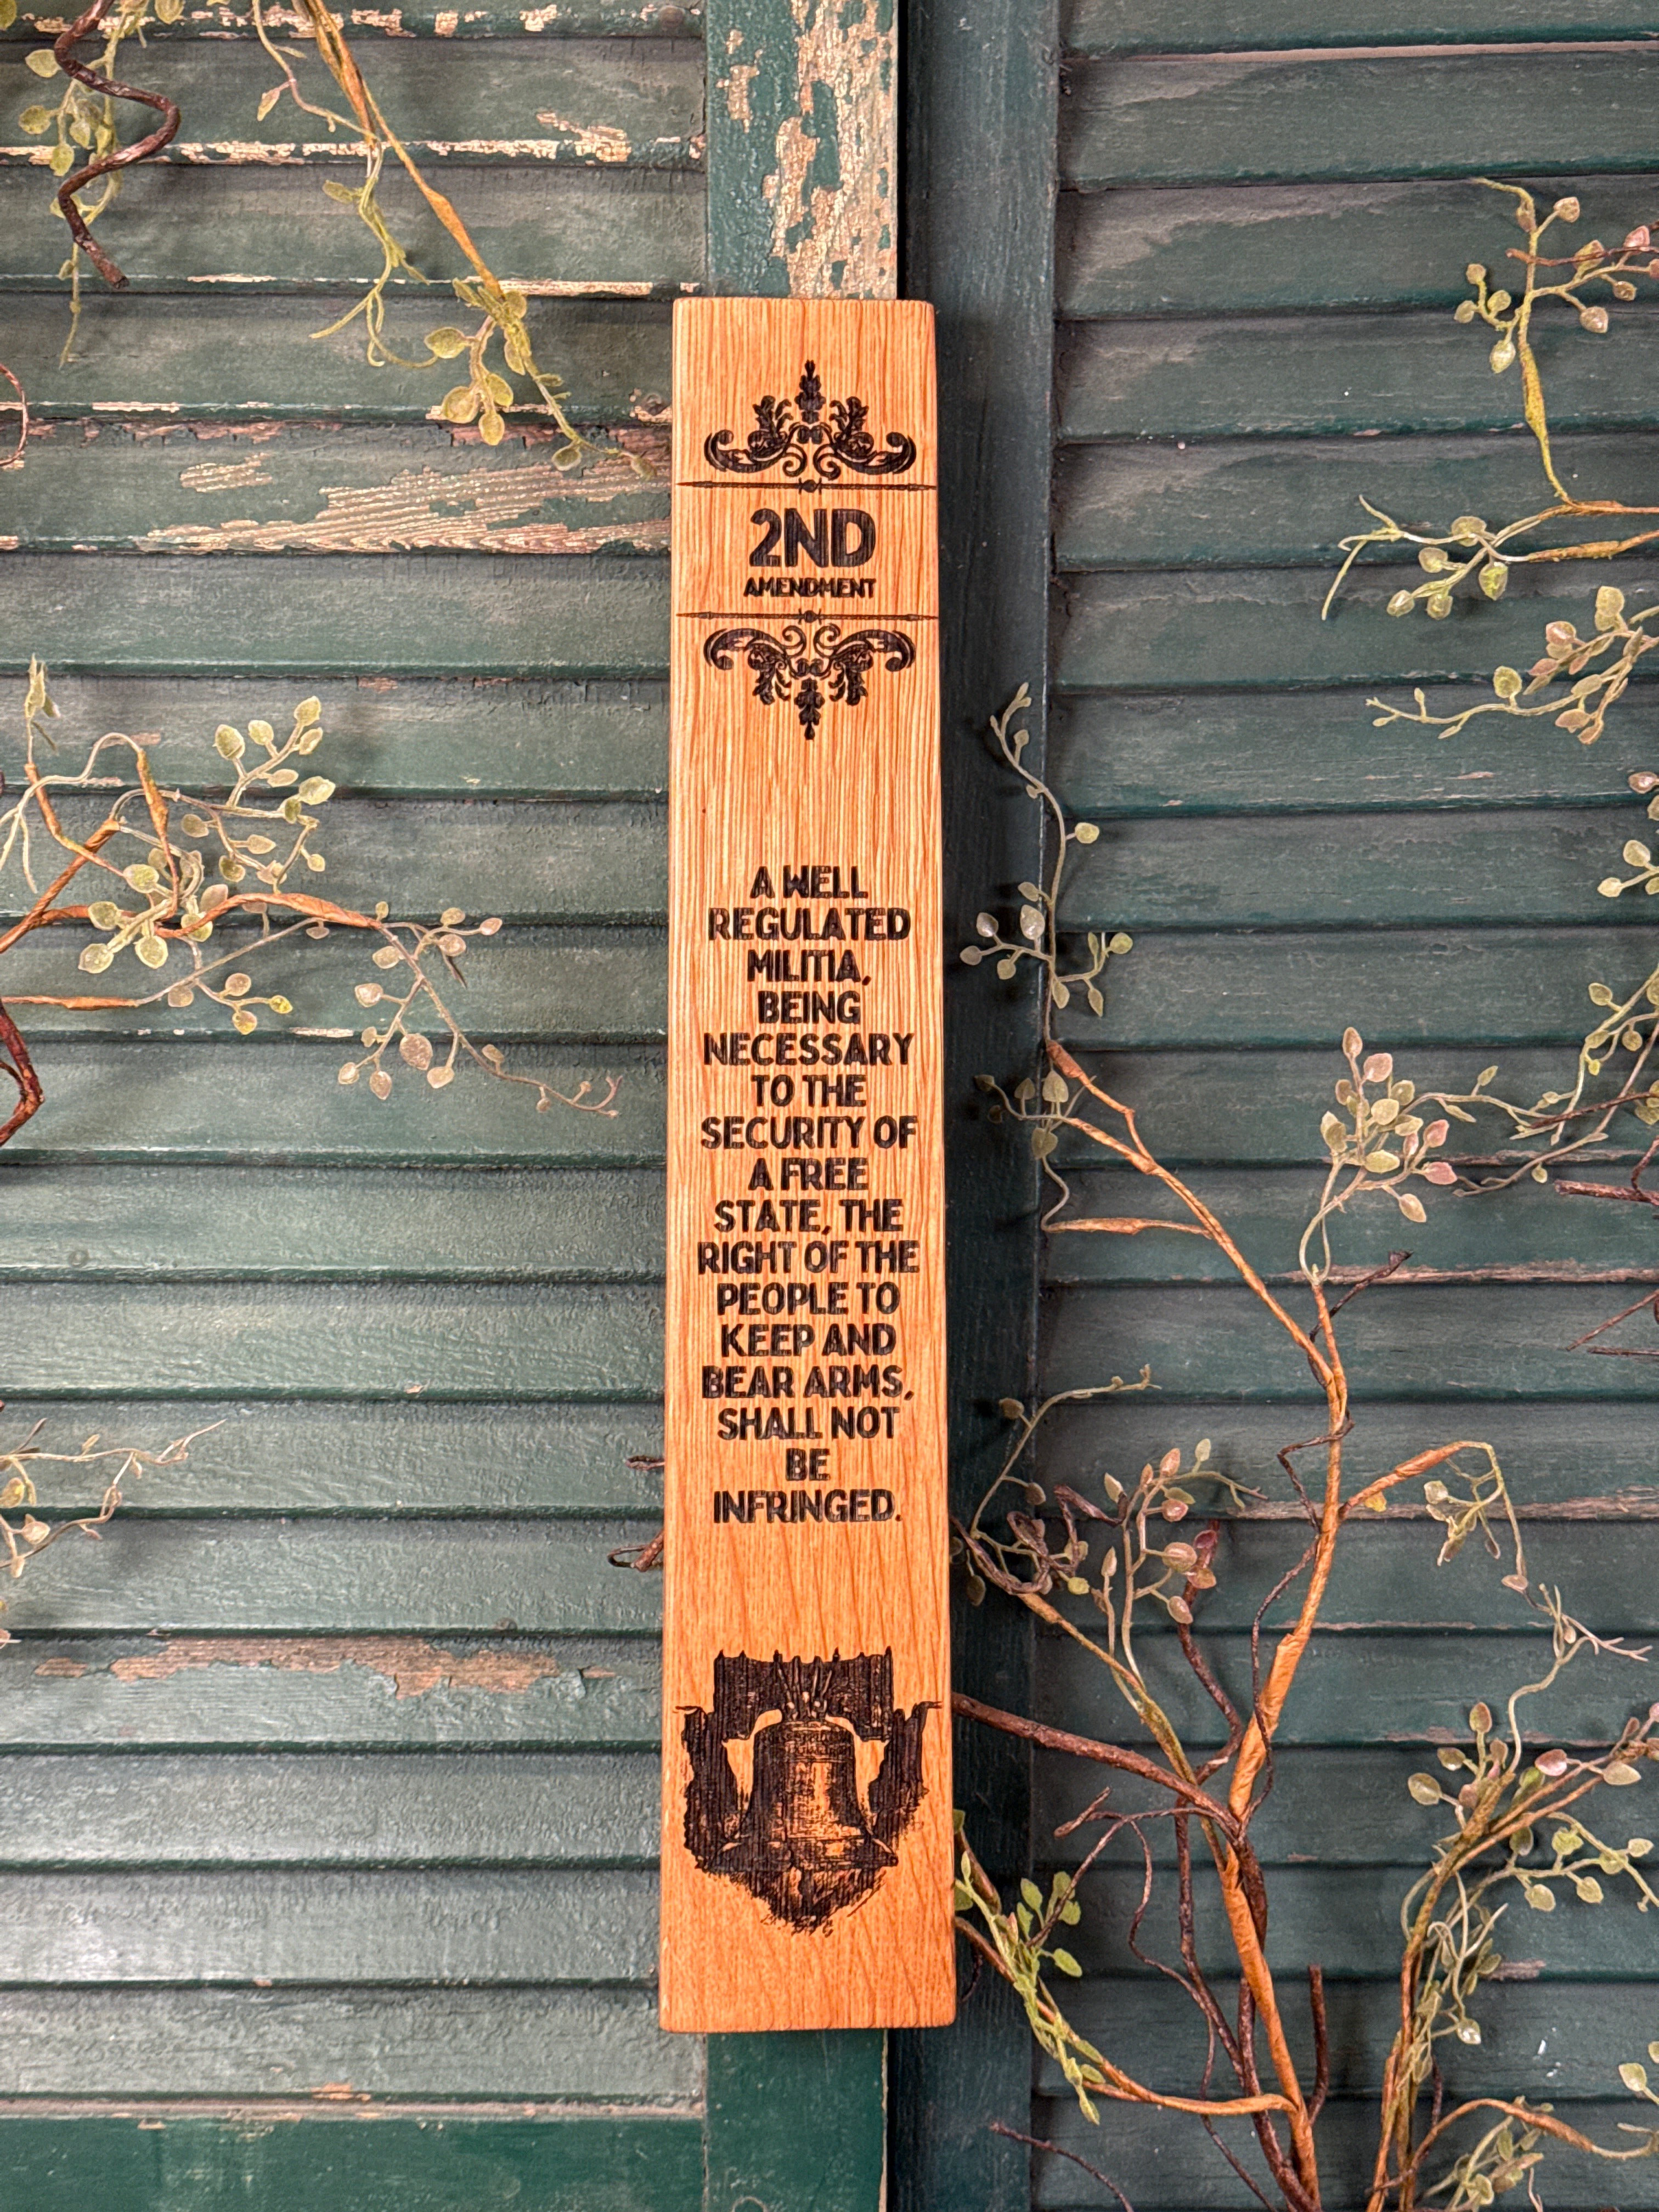 2ND
AMENDMENT
A WELL
REGULATED
MILITIA,
BEING
NECESSARY
TO THE
SECURITY OF
A FREE
STATE, THE
RIGHT OF THE
PEOPLE TO
KEEP AND
BEAR ARMS,
SHALL NOT
BE
INFRINGED.